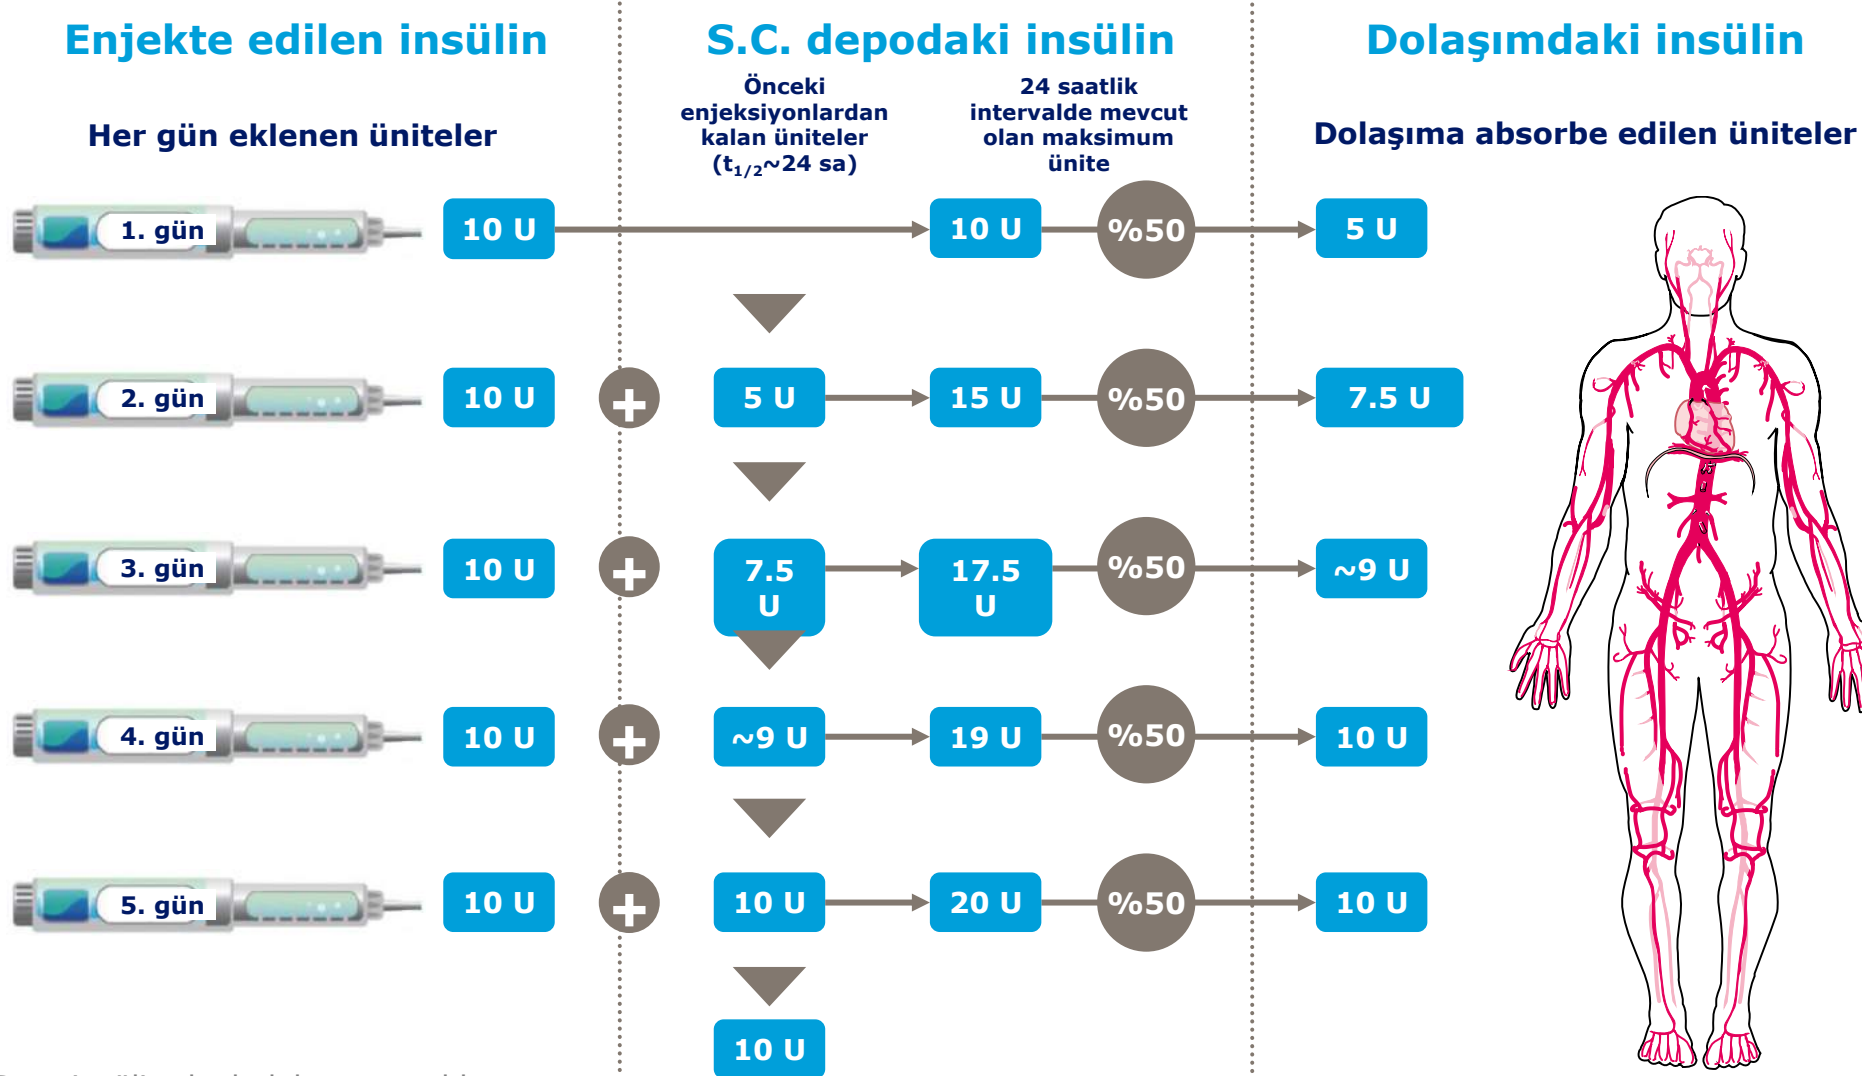 Enjekte edilen insülin
S.C. depodaki insülin
Dolaşımdaki insülin
Her gün eklenen üniteler
Önceki
enjeksiyonlardan
kalan üniteler
(t1/2~24 sa)
24 saatlik
intervalde mevcut
olan maksimum
ünite
Dolaşıma absorbe edilen üniteler
1. gün
10 U
10 U
%50
5 U
2. gün
10 U
+
5 U
15 U
%50
7.5 U
3. gün
10 U
+
7.5
U
17.5
U
%50
~9 U
4. gün
10 U
+
~9 U
19 U
%50
10 U
5. gün
10 U
+
10 U
20 U
%50
10 U
10 U